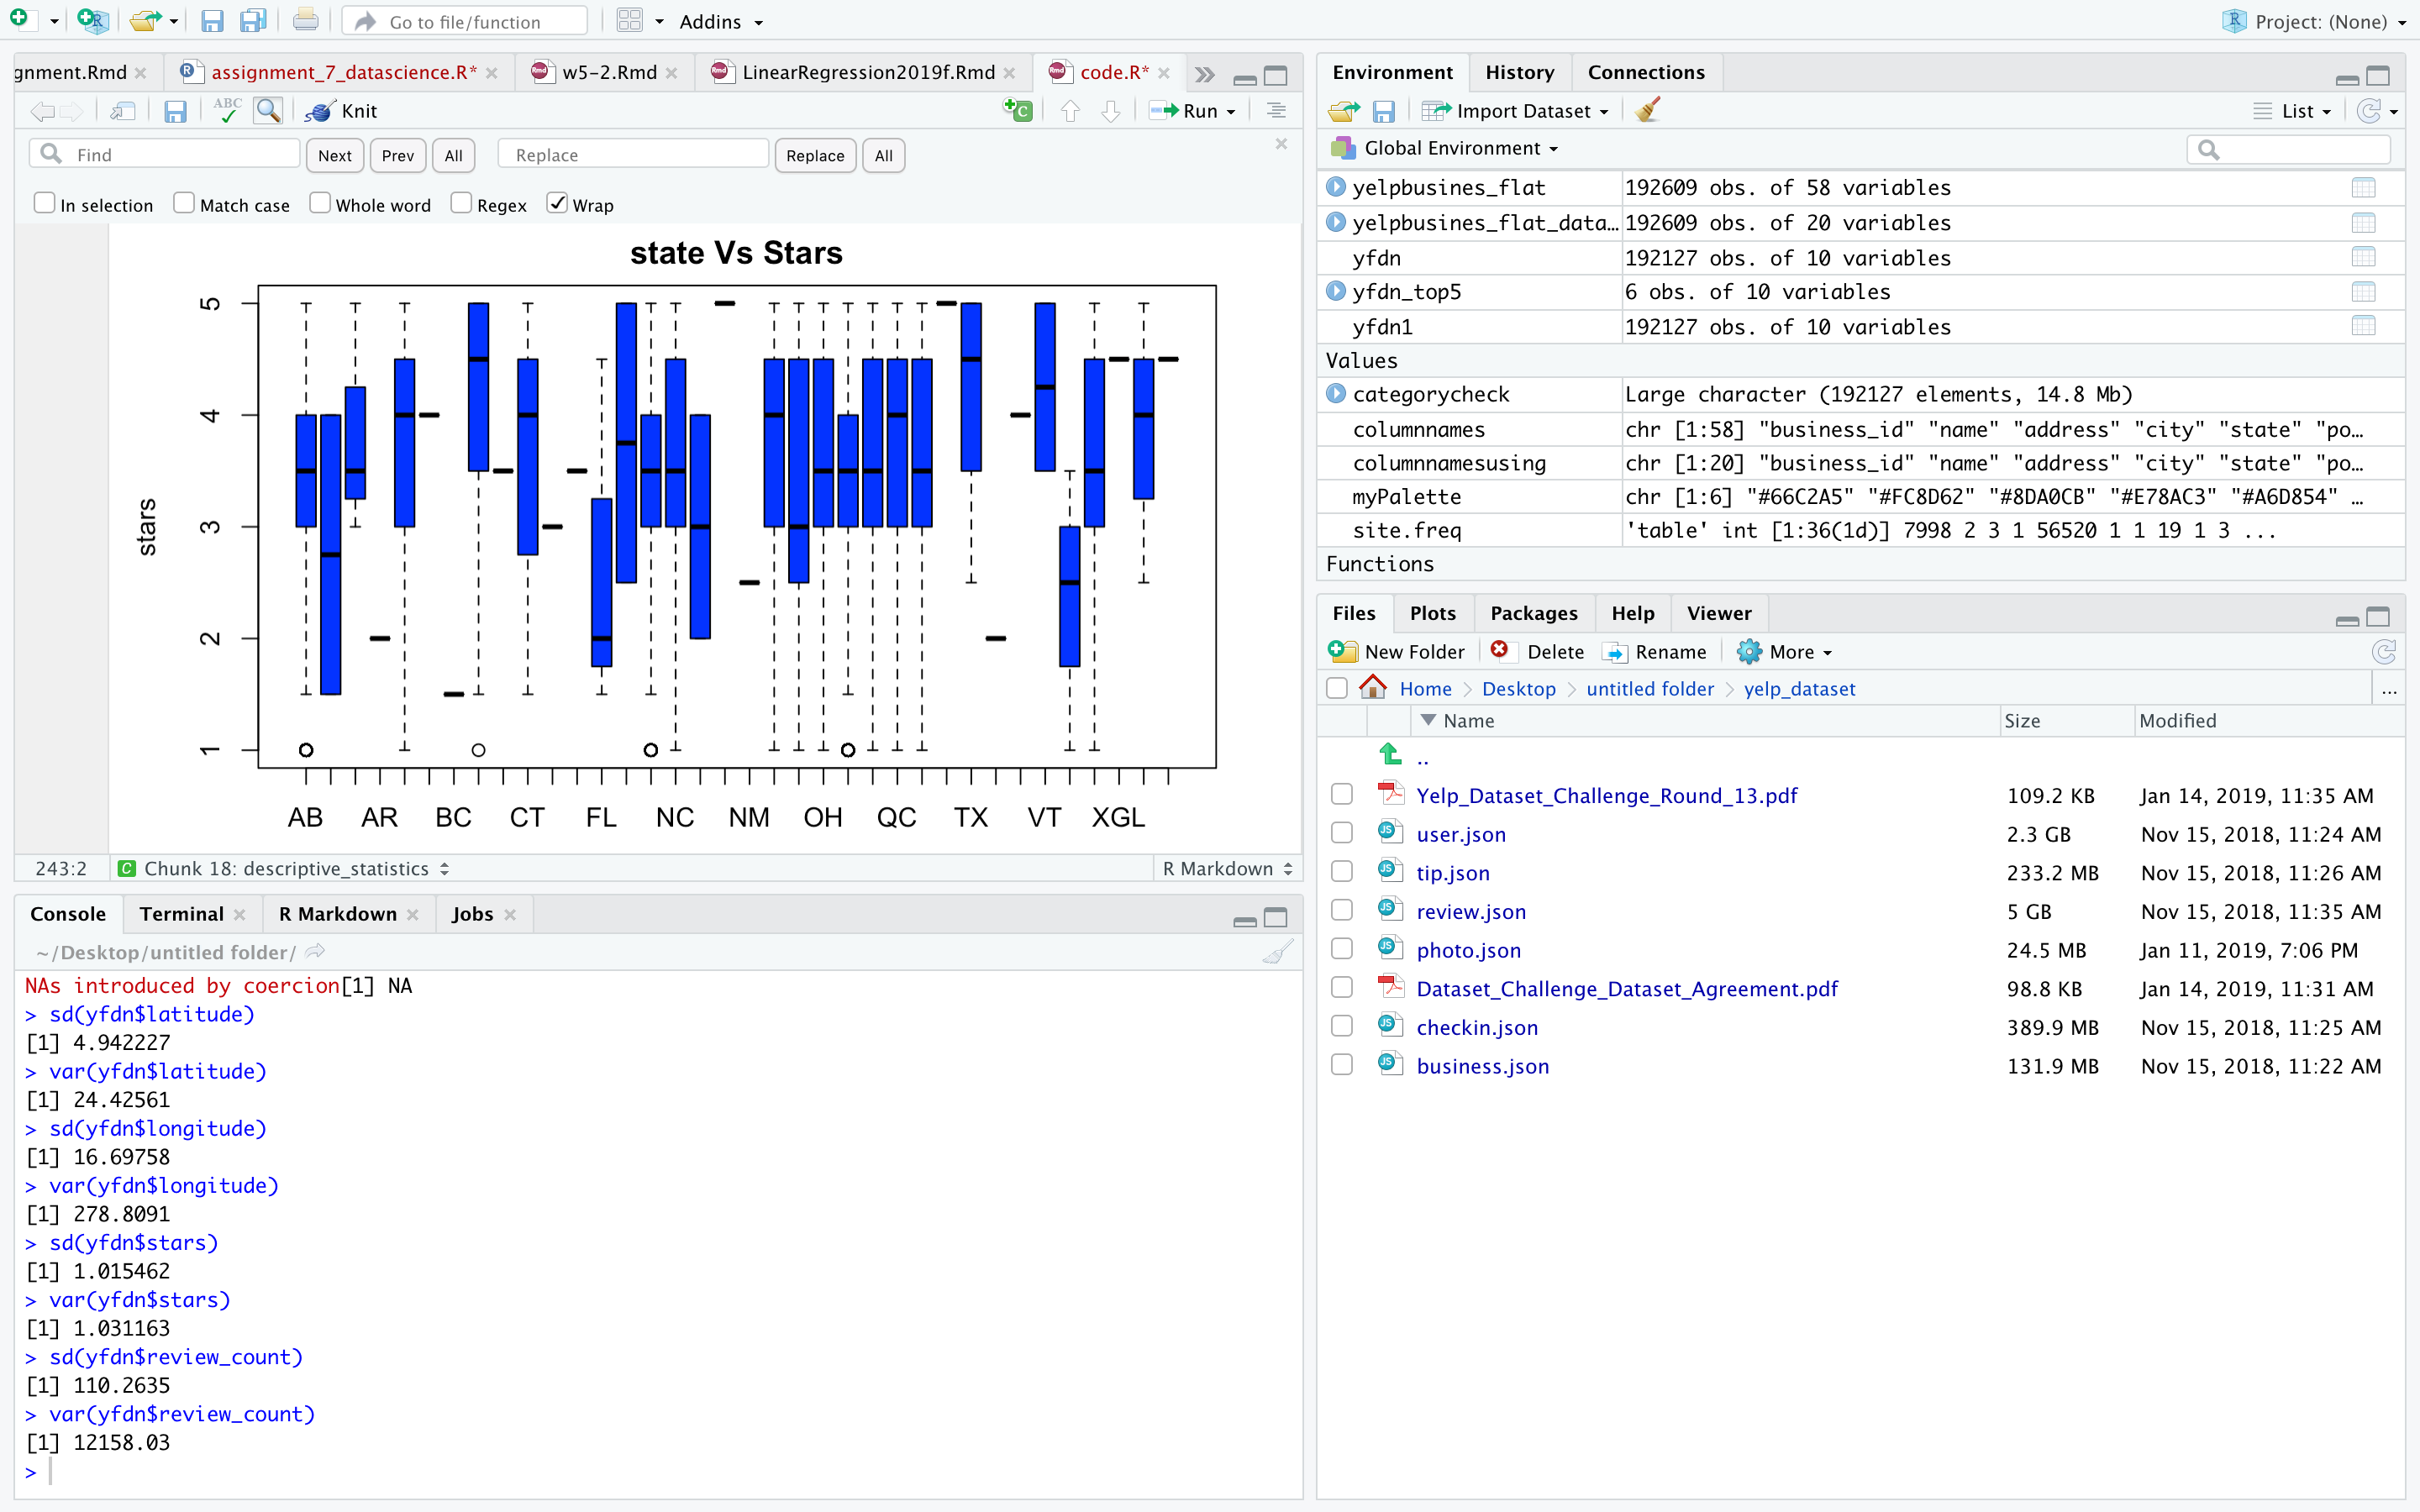 Go to file/function
Addins
Project: (None)
gnment.Rmd
assignment_7_datascience.R*
w5-2.Rmd
LinearRegression2019f.Rmd
code.R*
ABC
Knit
Run
Find
Next
Prev
All
Replace
Replace
All
In selection
Match case
Whole word
Regex
Wrap
state Vs Stars
stars
5
4
3
2
1
AB AR BC CT FL NC NM OH QC TX VT XGL
243:2
Chunk 18: descriptive_statistics
R Markdown
Console
Terminal
R Markdown
Jobs
~/Desktop/untitled folder/
NAs introduced by coercion[1] NA
> sd(yfdn$latitude)
[1] 4.942227
> var(yfdn$latitude)
[1] 24.42561
> sd(yfdn$longitude)
[1] 16.69758
> var(yfdn$longitude)
[1] 278.8091
> sd(yfdn$stars)
[1] 1.015462
> var(yfdn$stars)
[1] 1.031163
> sd(yfdn$review_count)
[1] 110.2635
> var(yfdn$review_count)
[1] 12158.03
>
Environment
History
Connections
Import Dataset
List
Global Environment
yelpbusines_flat 192609 obs. of 58 variables
yelpbusines_flat_data… 192609 obs. of 20 variables
yfdn 192127 obs. of 10 variables
yfdn_top5 6 obs. of 10 variables
yfdn1 192127 obs. of 10 variables
Values
categorycheck Large character (192127 elements, 14.8 Mb)
columnnames chr [1:58] "business_id" "name" "address" "city" "state" "po…
columnnamesusing chr [1:20] "business_id" "name" "address" "city" "state" "po…
myPalette chr [1:6] "#66C2A5" "#FC8D62" "#8DA0CB" "#E78AC3" "#A6D854" …
site.freq 'table' int [1:36(1d)] 7998 2 3 1 56520 1 1 19 1 3 ...
Functions
Files
Plots
Packages
Help
Viewer
New Folder
Delete
Rename
More
Home
Desktop
untitled folder
yelp_dataset
...
Name Size Modified
..
Yelp_Dataset_Challenge_Round_13.pdf 109.2 KB Jan 14, 2019, 11:35 AM
user.json 2.3 GB Nov 15, 2018, 11:24 AM
tip.json 233.2 MB Nov 15, 2018, 11:26 AM
review.json 5 GB Nov 15, 2018, 11:35 AM
photo.json 24.5 MB Jan 11, 2019, 7:06 PM
Dataset_Challenge_Dataset_Agreement.pdf 98.8 KB Jan 14, 2019, 11:31 AM
checkin.json 389.9 MB Nov 15, 2018, 11:25 AM
business.json 131.9 MB Nov 15, 2018, 11:22 AM